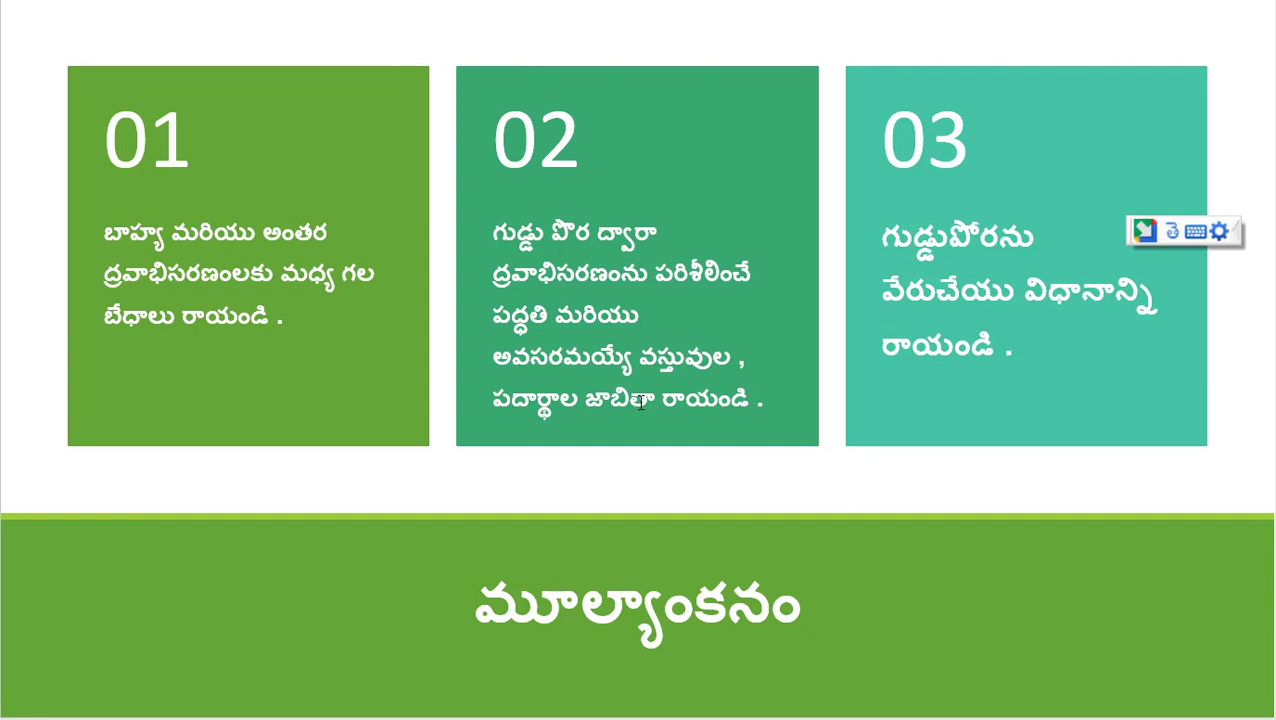 01
బాహ్య మరియు అంతర
ద్రవాభిసరణంలకు మధ్య గల
బేధాలు రాయండి .
02
గుడ్డు పొర ద్వారా
ద్రవాభిసరణంను పరిశీలించే
పద్ధతి మరియు
అవసరమయ్యే వస్తువుల ,
పదార్థాల జాబితా రాయండి .
03
గుడ్డుపోరను
వేరుచేయు విధానాన్ని
రాయండి .
తె
మూల్యాంకనం